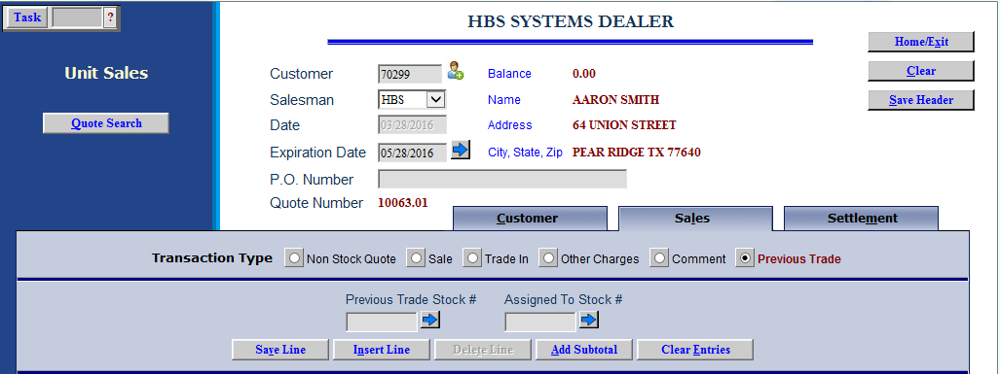 Task ?
HBS SYSTEMS DEALER
Home/Exit
Unit Sales
Customer 70299 Balance 0.00
Clear
Salesman HBS Name AARON SMITH
Save Header
Quote Search
Date 03/28/2016 Address 64 UNION STREET
Expiration Date 05/28/2016 City, State, Zip PEAR RIDGE TX 77640
P.O. Number
Quote Number 10063.01
Customer Sales Settlement
Transaction Type Non Stock Quote Sale Trade In Other Charges Comment Previous Trade
Previous Trade Stock # Assigned To Stock #
Save Line Insert Line Delete Line Add Subtotal Clear Entries